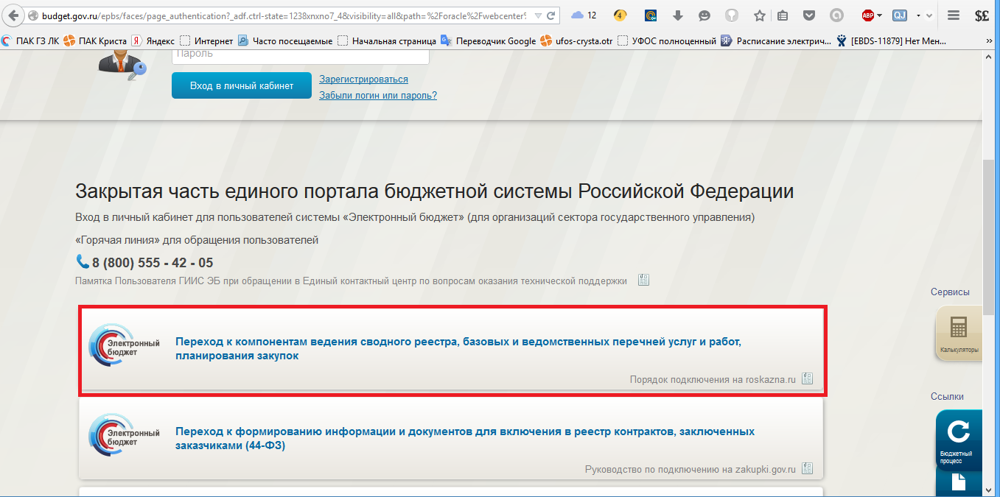 budget.gov.ru/epbs/faces/page_authentication?_adf.ctrl-state=1238xnxno7_4&visibility=all&path=%2Foracle%2Fwebcenter%
12
4
ABP
QJ
$£
ПАК ГЗ ЛК
ПАК Криста
Я Яндекс
Интернет
Часто посещаемые
Начальная страница
Переводчик Google
ufos-crysta.otr
УФОС полноценный
Расписание электрич...
[EBDS-11879] Нет Мен...
»
Пароль
Вход в личный кабинет
Зарегистрироваться
Забыли логин или пароль?
Закрытая часть единого портала бюджетной системы Российской Федерации
Вход в личный кабинет для пользователей системы «Электронный бюджет» (для организаций сектора государственного управления)
«Горячая линия» для обращения пользователей
8 (800) 555 - 42 - 05
Памятка Пользователя ГИИС ЭБ при обращении в Единый контактный центр по вопросам оказания технической поддержки
Сервисы
Калькуляторы
Электронный
бюджет
Переход к компонентам ведения сводного реестра, базовых и ведомственных перечней услуг и работ,
планирования закупок
Порядок подключения на roskazna.ru
Ссылки
Бюджетный
процесс
Электронный
бюджет
Переход к формированию информации и документов для включения в реестр контрактов, заключенных
заказчиками (44-ФЗ)
Руководство по подключению на zakupki.gov.ru